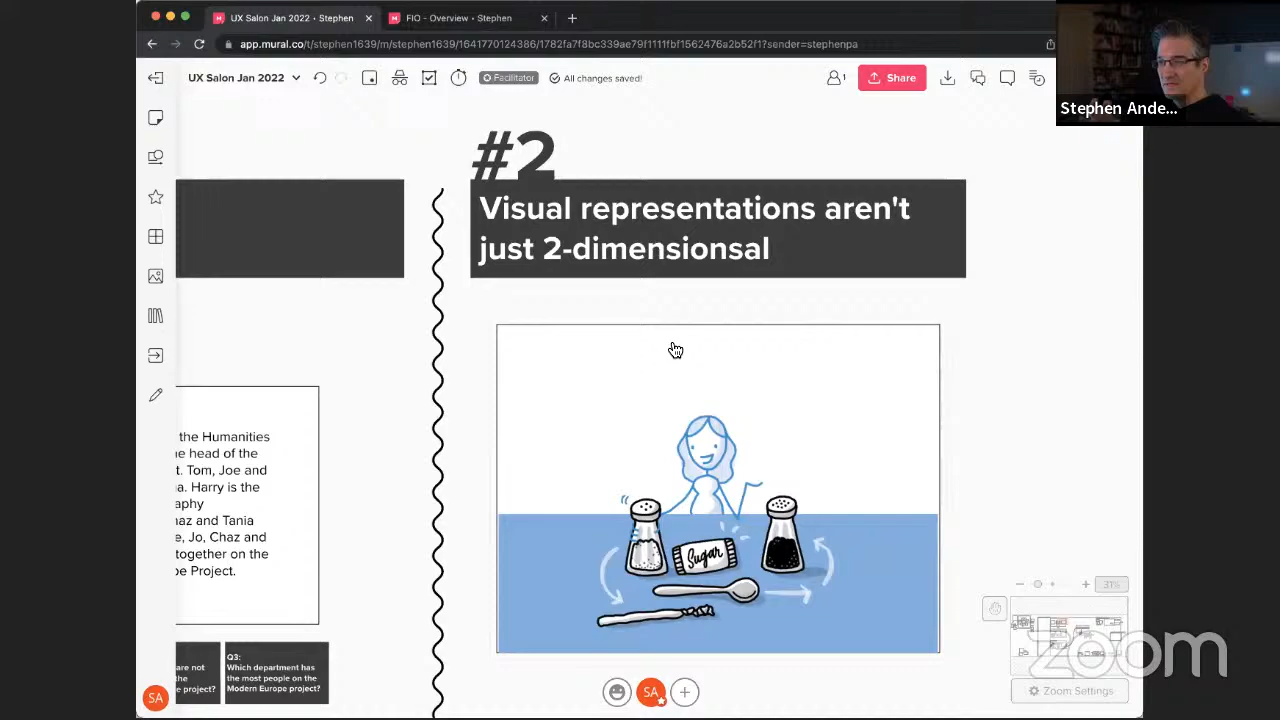 UX Salon Jan 2022 • Stephen
FIO - Overview • Stephen
app.mural.co/t/stephen1639/m/stephen1639/1641770124386/1782fa7f8bc339ae79f1111fbf1562476a2b52f1?sender=stephenpa
UX Salon Jan 2022
Facilitator
All changes saved!
1
Share
Stephen Ande...
#2
Visual representations aren't
just 2-dimensionsal
the Humanities
e head of the
t. Tom, Joe and
a. Harry is the
graphy
haz and Tania
e, Jo, Chaz and
together on the
pe Project.
Sugar
are not
the
e project?
Q3:
Which department has
the most people on the
Modern Europe project?
31%
zoom
Zoom Settings
SA
SA